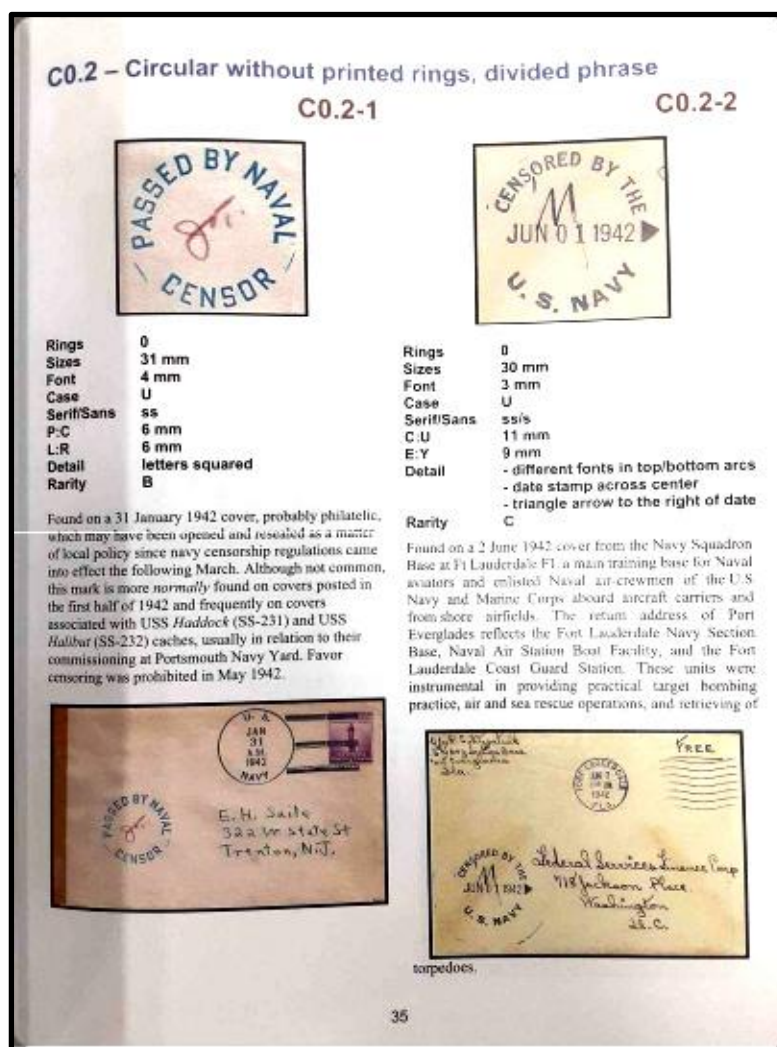 C0.2 – Circular without printed rings, divided phrase
C0.2-1
PASSED BY NAVAL
CENSOR
Rings 0
Sizes 31 mm
Font 4 mm
Case U
Serif/Sans ss
P:C 6 mm
L:R 6 mm
Detail letters squared
Rarity B
Found on a 31 January 1942 cover, probably philatelic,
which may have been opened and resealed as a matter
of local policy since navy censorship regulations came
into effect the following March. Although not common,
this mark is more normally found on covers posted in
the first half of 1942 and frequently on covers
associated with USS Haddock (SS-231) and USS
Halibut (SS-232) caches, usually in relation to their
commissioning at Portsmouth Navy Yard. Favor
censoring was prohibited in May 1942.
U. S.
JAN
31
A.M.
1942
NAVY
PASSED BY NAVAL
CENSOR
E. H. Saile
322 W State St
Trenton, N.J.
C0.2-2
CENSORED BY THE
JUN 01 1942
U. S. NAVY
Rings 0
Sizes 30 mm
Font 3 mm
Case U
Serif/Sans ss/s
C:U 11 mm
E:Y 9 mm
Detail - different fonts in top/bottom arcs
- date stamp across center
- triangle arrow to the right of date
Rarity C
Found on a 2 June 1942 cover from the Navy Squadron
Base at Ft Lauderdale FL, a main training base for Naval
aviators and enlisted Naval air-crewmen of the U.S.
Navy and Marine Corps aboard aircraft carriers and
from shore airfields. The return address of Port
Everglades reflects the Fort Lauderdale Navy Section
Base, Naval Air Station Boat Facility, and the Fort
Lauderdale Coast Guard Station. These units were
instrumental in providing practical target bombing
practice, air and sea rescue operations, and retrieving of
Port Everglades
Fla.
FORT LAUDERDALE
JUN 2
1942
FLA.
FREE
CENSORED BY THE
JUN 01 1942
U. S. NAVY
Federal Services Finance Corp
718 Jackson Place
Washington
D.C.
torpedoes.
35